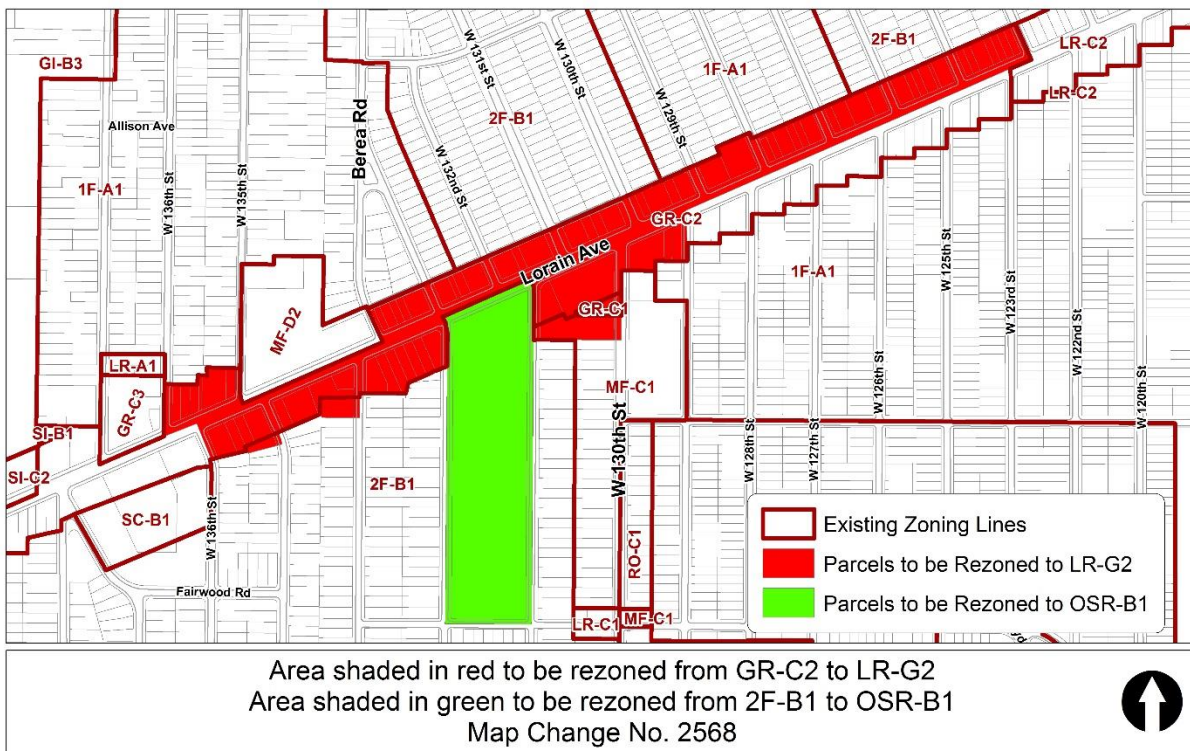 GI-B3
Allison Ave
1F-A1
W 136th St
W 135th St
Berea Rd
W 132nd St
W 131st St
W 130th St
2F-B1
W 129th St
1F-A1
2F-B1
LR-C2
LR-C2
Lorain Ave
GR-C2
GR-C1
1F-A1
MF-D2
LR-A1
GR-C3
SI-B1
SI-C2
SC-B1
W 136th St
Fairwood Rd
2F-B1
MF-C1
W 130th St
RO-C1
LR-C1
MF-C1
W 128th St
W 127th St
W 126th St
W 125th St
W 123rd St
W 122nd St
W 120th St
Existing Zoning Lines
Parcels to be Rezoned to LR-G2
Parcels to be Rezoned to OSR-B1
Area shaded in red to be rezoned from GR-C2 to LR-G2
Area shaded in green to be rezoned from 2F-B1 to OSR-B1
Map Change No. 2568